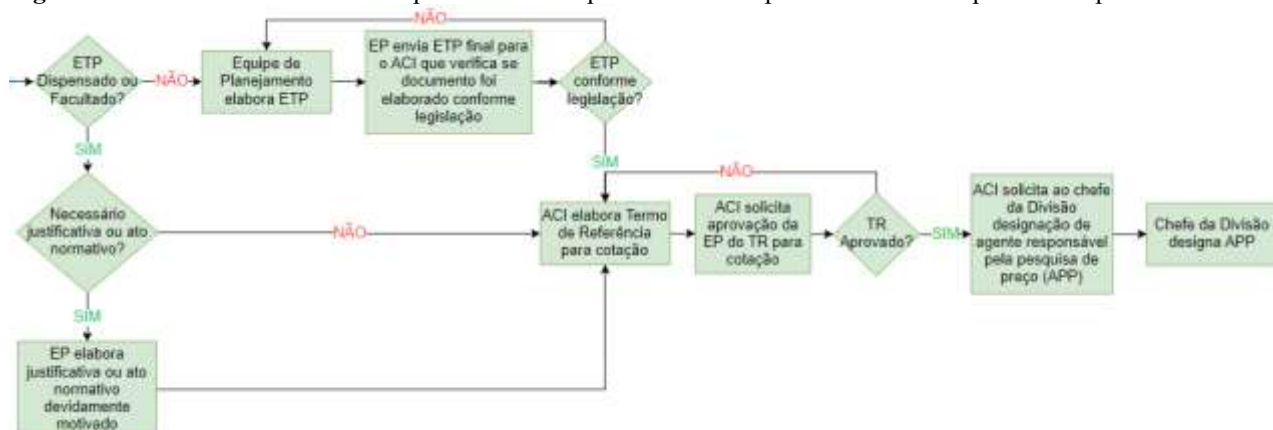 NÃO
ETP
Dispensado ou
Facultado?
NÃO
Equipe de
Planejamento
elabora ETP
EP envia ETP final para
o ACI que verifica se
documento foi
elaborado conforme
legislação
ETP
conforme
legislação?
SIM
SIM
NÃO
Necessário
justificativa ou ato
normativo?
NÃO
ACI elabora Termo
de Referência
para cotação
ACI solicita
aprovação da
EP do TR para
cotação
TR
Aprovado?
SIM
ACI solicita ao chefe
da Divisão
designação de
agente responsável
pela pesquisa de
preço (APP)
Chefe da Divisão
designa APP
SIM
EP elabora
justificativa ou ato
normativo
devidamente
motivado